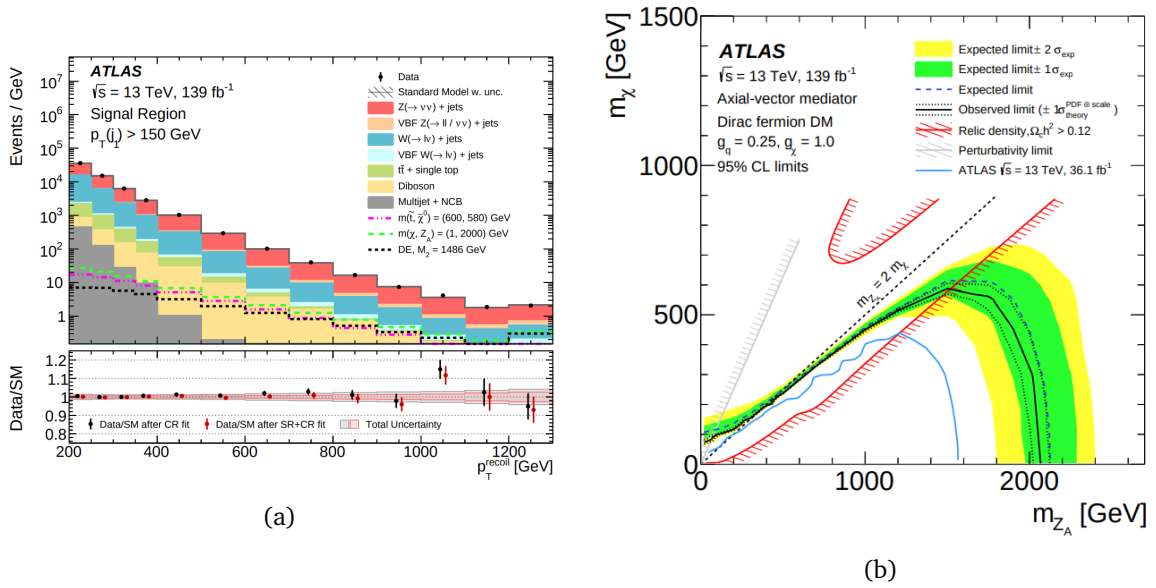 Events / GeV
10⁷
10⁶
10⁵
10⁴
10³
10²
10
1
ATLAS
√s = 13 TeV, 139 fb⁻¹
Signal Region
p_T(j₁) > 150 GeV
Data
Standard Model w. unc.
Z(→ νν) + jets
VBF Z(→ ll / νν) + jets
W(→ lν) + jets
VBF W(→ lν) + jets
tt̄ + single top
Diboson
Multijet + NCB
m(t̃, χ̃⁰) = (600, 580) GeV
m(χ, Z_A) = (1, 2000) GeV
DE, M₂ = 1486 GeV
Data/SM
1.2
1.1
1.0
0.9
0.8
Data/SM after CR fit
Data/SM after SR+CR fit
Total Uncertainty
200 400 600 800 1000 1200
p_T^recoil [GeV]
(a)
m_χ [GeV]
1500
1000
500
0
ATLAS
√s = 13 TeV, 139 fb⁻¹
Axial-vector mediator
Dirac fermion DM
g_q = 0.25, g_χ = 1.0
95% CL limits
Expected limit ± 2 σ_exp
Expected limit ± 1σ_exp
Expected limit
Observed limit (± 1σ_theory^PDF ⊕ scale)
Relic density, Ω_c h² > 0.12
Perturbativity limit
ATLAS √s = 13 TeV, 36.1 fb⁻¹
m_Z_A = 2 m_χ
0 1000 2000
m_Z_A [GeV]
(b)